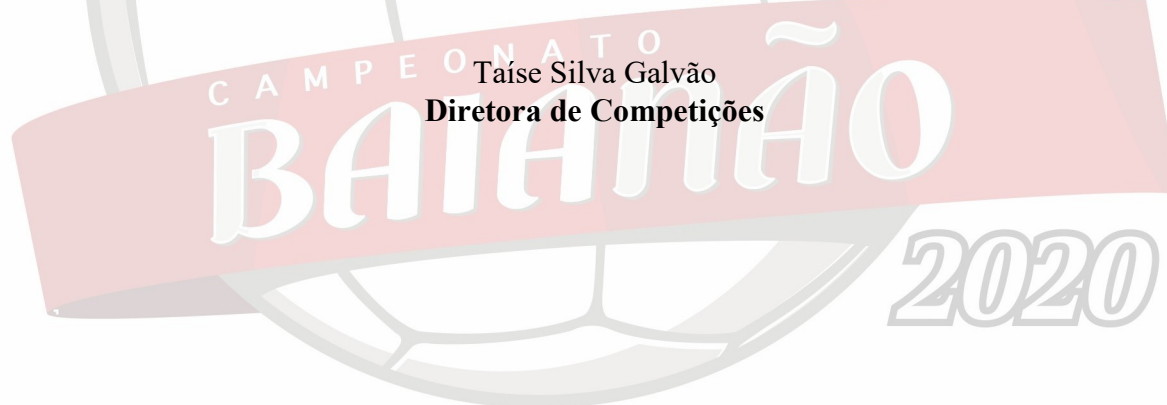 CAMPEONATO
Taíse Silva Galvão
Diretora de Competições
BAIANÃO
2020